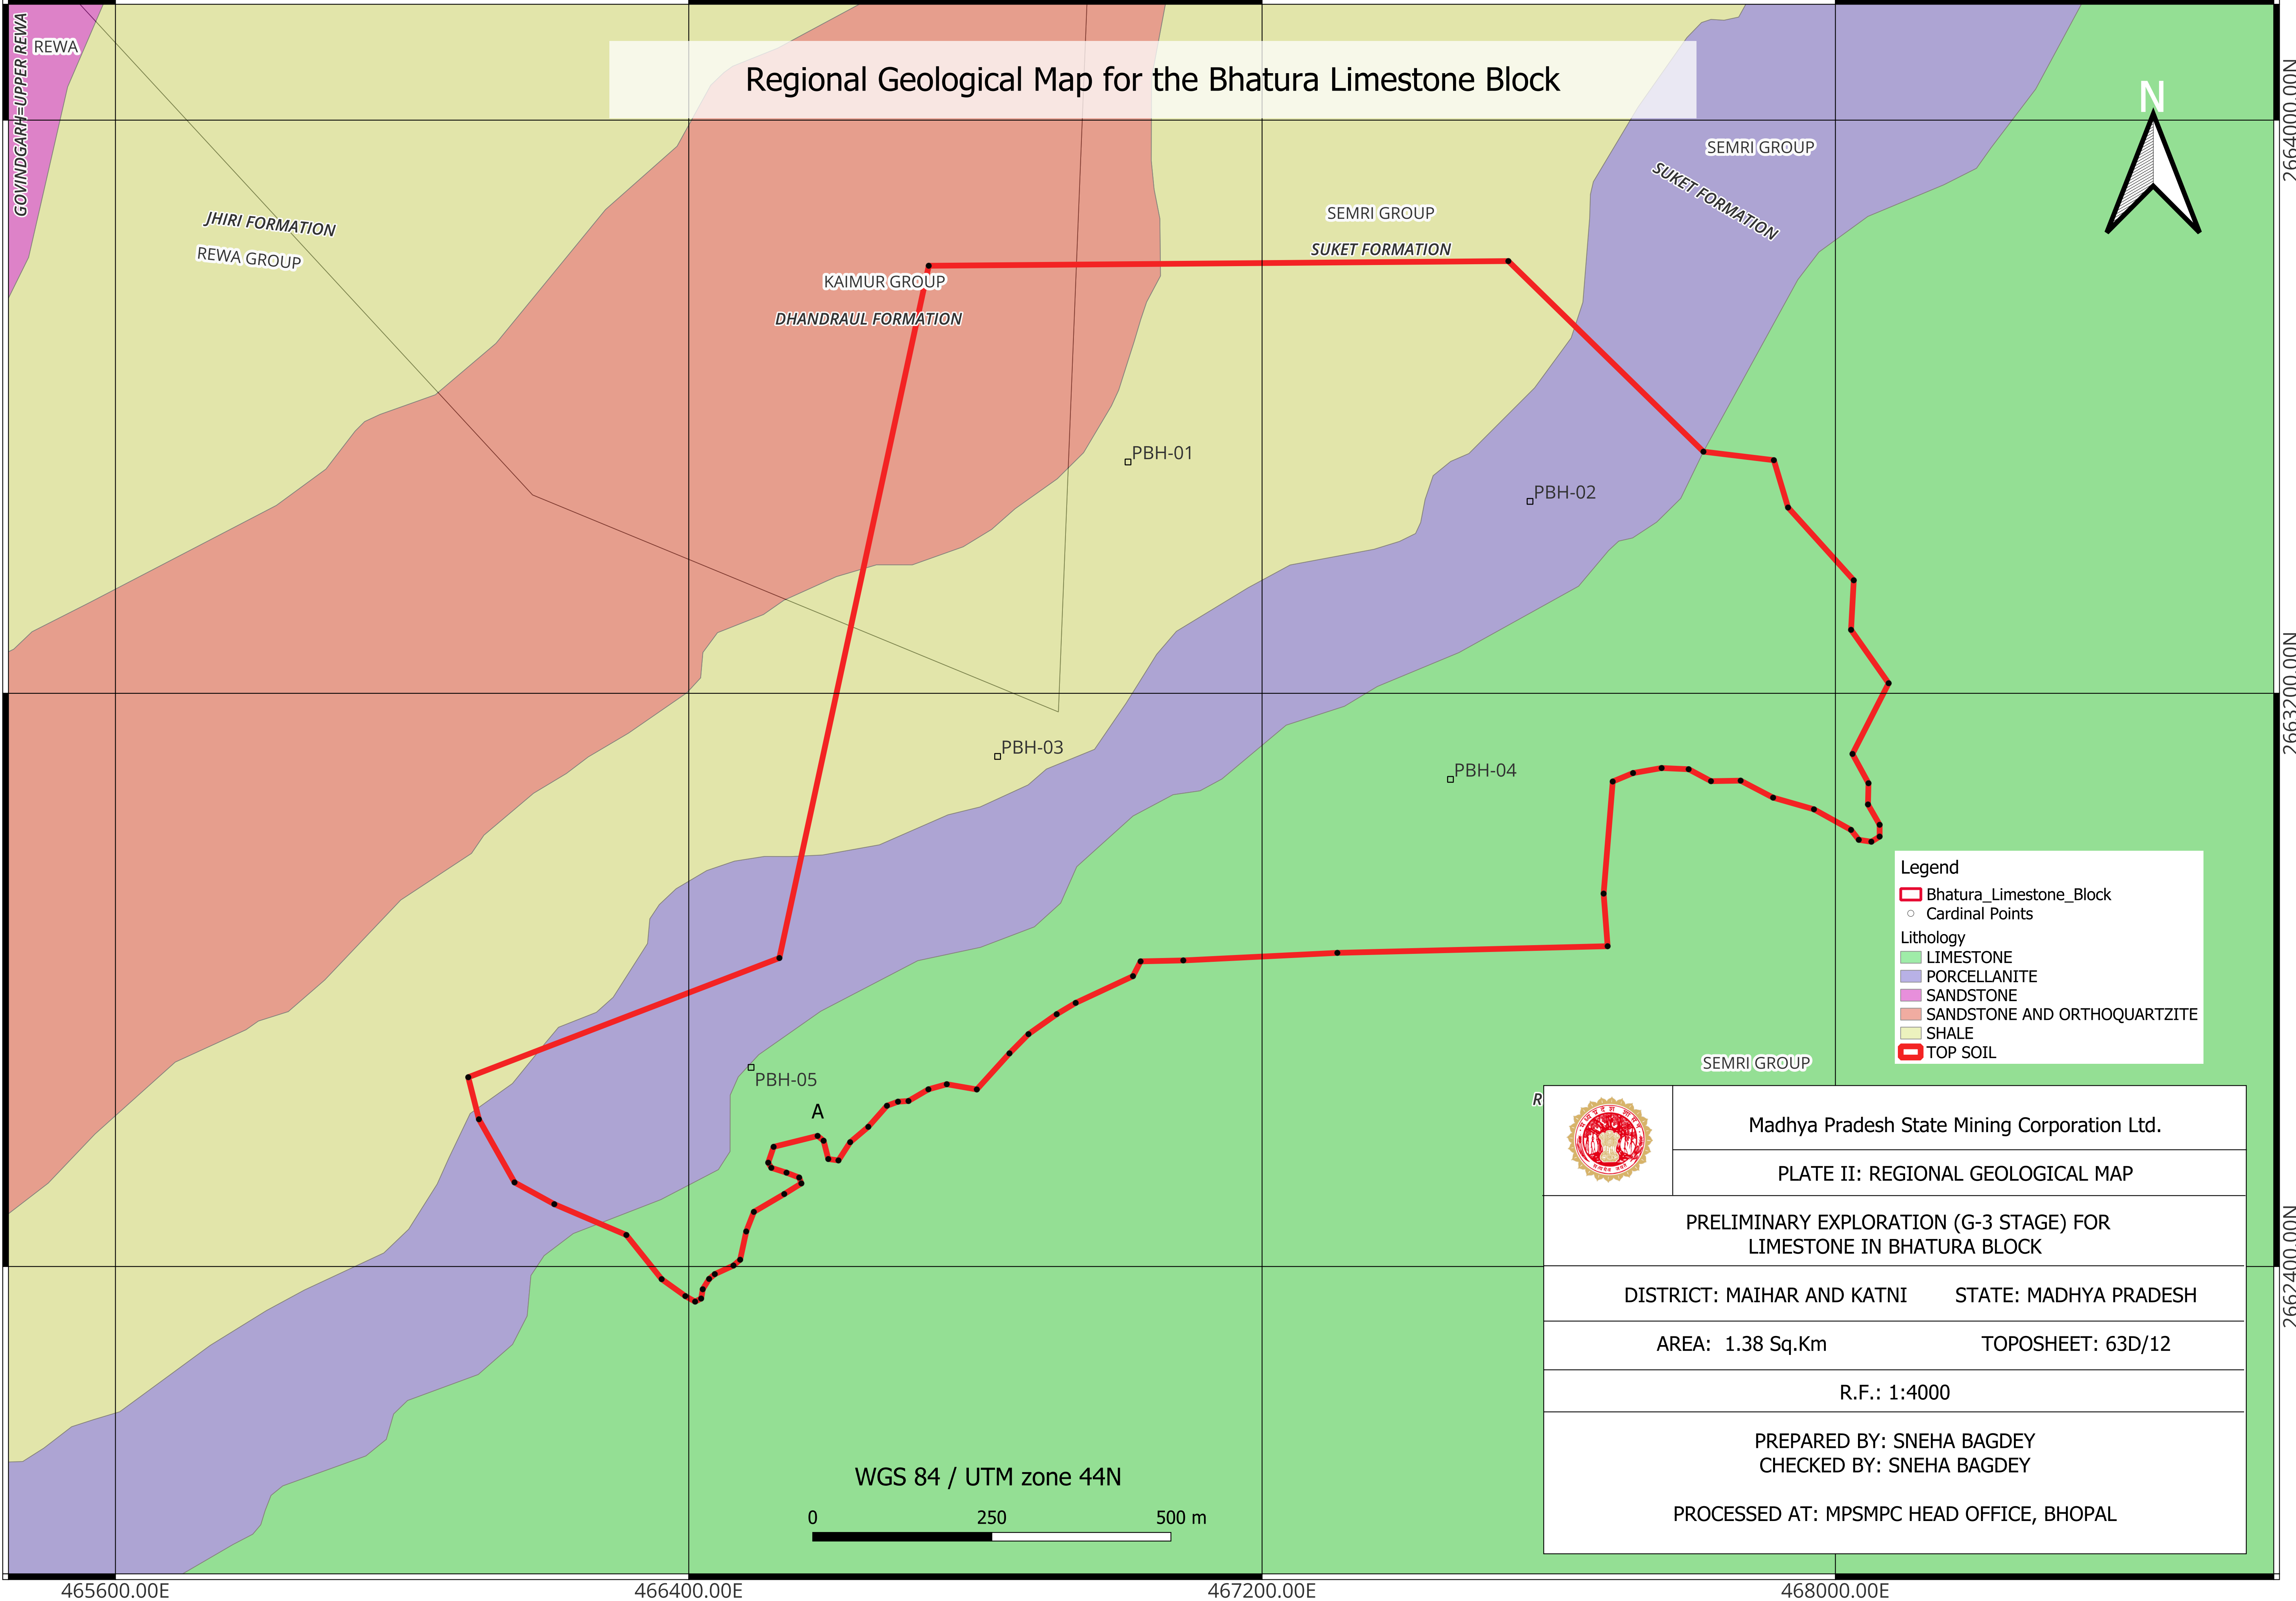 Regional Geological Map for the Bhatura Limestone Block
REWA
GOVINDGARH=UPPER REWA
N
2666400.00N
SEMRI GROUP
SUKET FORMATION
JHIRI FORMATION
REWA GROUP
SEMRI GROUP
SUKET FORMATION
KAIMUR GROUP
DHANDRAUL FORMATION
PBH-01
PBH-02
2663200.00N
PBH-03
PBH-04
Legend
Bhatura_Limestone_Block
Cardinal Points
Lithology
LIMESTONE
PORCELLANITE
SANDSTONE
SANDSTONE AND ORTHOQUARTZITE
SHALE
TOP SOIL
SEMRI GROUP
R
PBH-05
A
Madhya Pradesh State Mining Corporation Ltd.
PLATE II: REGIONAL GEOLOGICAL MAP
PRELIMINARY EXPLORATION (G-3 STAGE) FOR
LIMESTONE IN BHATURA BLOCK
2662400.00N
DISTRICT: MAIHAR AND KATNI STATE: MADHYA PRADESH
AREA: 1.38 Sq.Km TOPOSHEET: 63D/12
R.F.: 1:4000
PREPARED BY: SNEHA BAGDEY
CHECKED BY: SNEHA BAGDEY
PROCESSED AT: MPSMPC HEAD OFFICE, BHOPAL
WGS 84 / UTM zone 44N
0 250 500 m
465600.00E 466400.00E 467200.00E 468000.00E